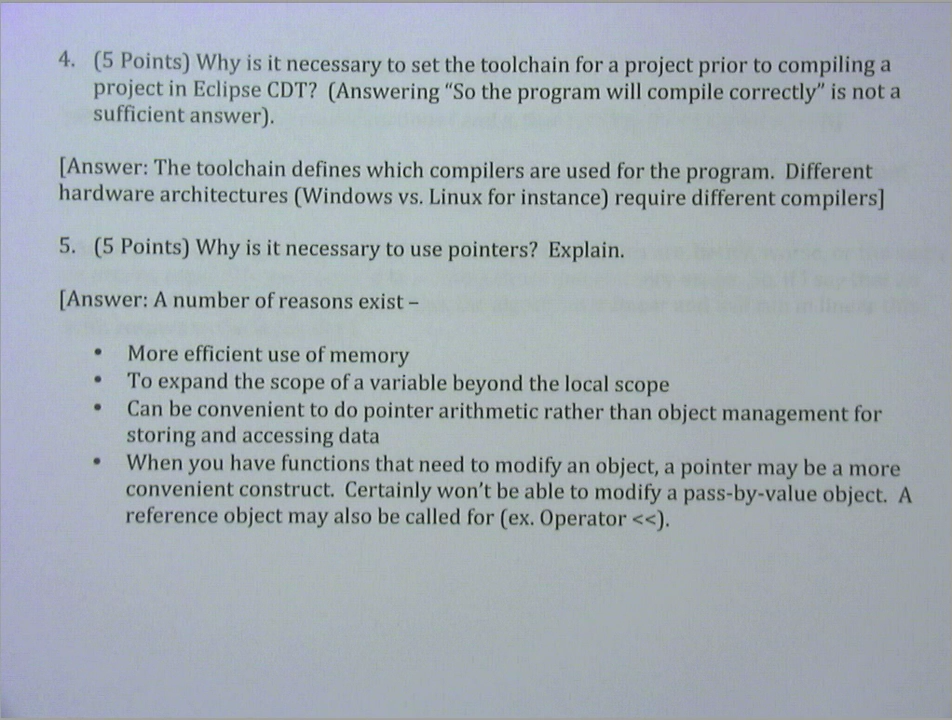 4. (5 Points) Why is it necessary to set the toolchain for a project prior to compiling a
project in Eclipse CDT? (Answering “So the program will compile correctly” is not a
sufficient answer).
[Answer: The toolchain defines which compilers are used for the program. Different
hardware architectures (Windows vs. Linux for instance) require different compilers]
5. (5 Points) Why is it necessary to use pointers? Explain.
[Answer: A number of reasons exist –
• More efficient use of memory
• To expand the scope of a variable beyond the local scope
• Can be convenient to do pointer arithmetic rather than object management for
storing and accessing data
• When you have functions that need to modify an object, a pointer may be a more
convenient construct. Certainly won’t be able to modify a pass-by-value object. A
reference object may also be called for (ex. Operator <<).